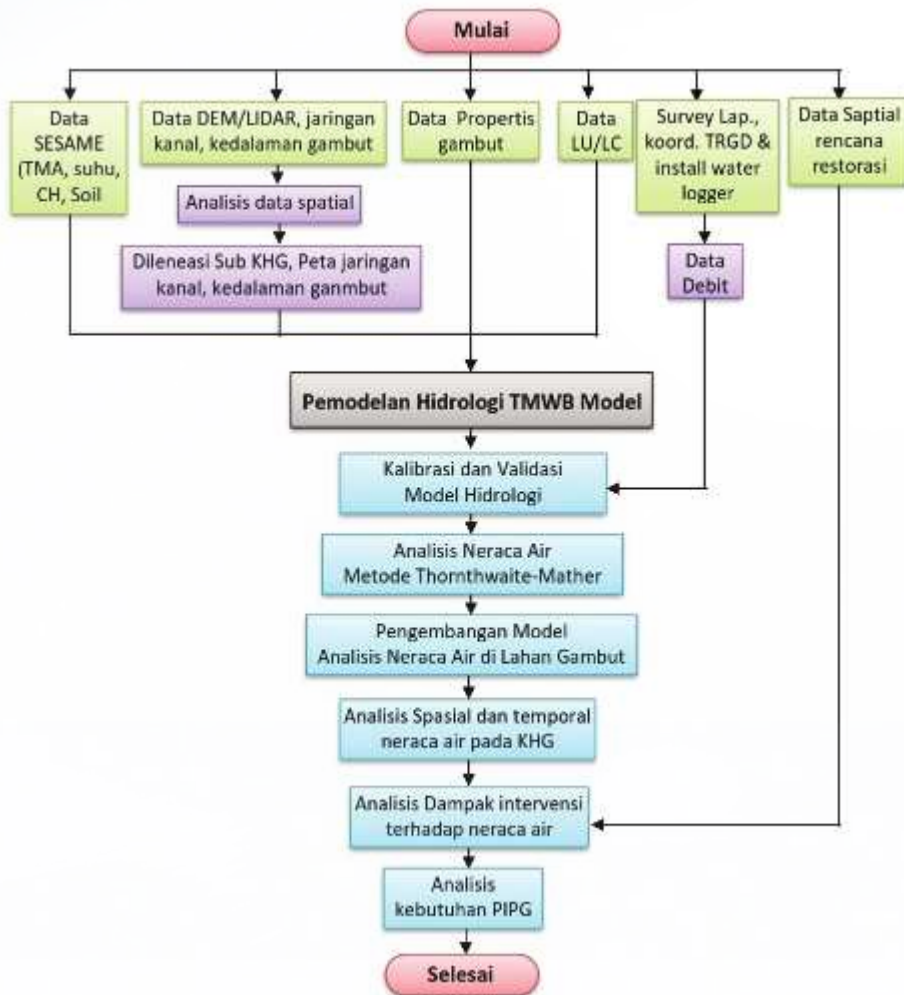 Mulai
Data
SESAME
(TMA, suhu,
CH, Soil
Data DEM/LIDAR, jaringan
kanal, kedalaman gambut
Data Propertis
gambut
Data
LU/LC
Survey Lap.,
koord. TRGD &
install water
logger
Data Saptial
rencana
restorasi
Analisis data spatial
Dileneasi Sub KHG, Peta jaringan
kanal, kedalaman ganmbut
Data
Debit
Pemodelan Hidrologi TMWB Model
Kalibrasi dan Validasi
Model Hidrologi
Analisis Neraca Air
Metode Thornthwaite-Mather
Pengembangan Model
Analisis Neraca Air di Lahan Gambut
Analisis Spasial dan temporal
neraca air pada KHG
Analisis Dampak intervensi
terhadap neraca air
Analisis
kebutuhan PIPG
Selesai